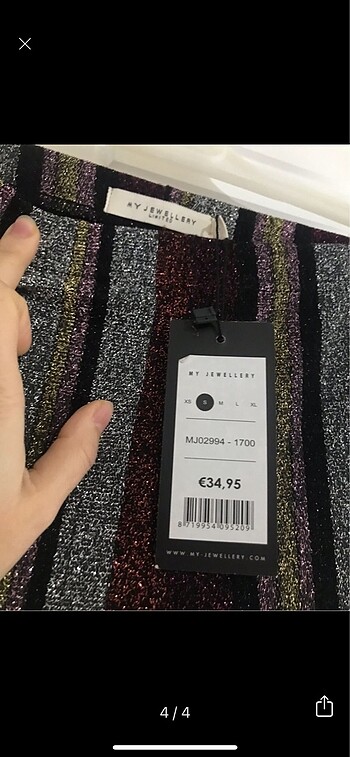 MY JEWELLERY
LIMITED
MY JEWELLERY
XS S M L XL
MJ02994 - 1700
€34,95
8 719954 095209
WWW.MY-JEWELLERY.COM
4 / 4